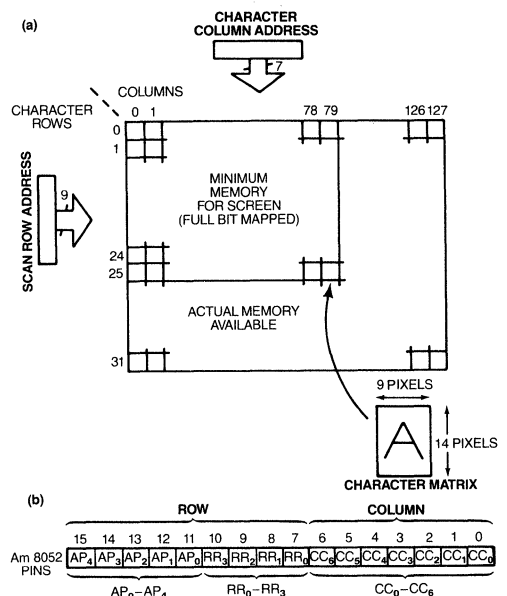 (a)
CHARACTER
COLUMN ADDRESS
7
COLUMNS
CHARACTER
ROWS
0 1 78 79 126 127
0
1
SCAN ROW ADDRESS
9
MINIMUM
MEMORY
FOR SCREEN
(FULL BIT MAPPED)
24
25
ACTUAL MEMORY
AVAILABLE
31
9 PIXELS
A
14 PIXELS
CHARACTER MATRIX
(b)
ROW COLUMN
15 14 13 12 11 10 9 8 7 6 5 4 3 2 1 0
Am 8052
PINS
AP₄ AP₃ AP₂ AP₁ AP₀ RR₃ RR₂ RR₁ RR₀ CC₆ CC₅ CC₄ CC₃ CC₂ CC₁ CC₀
AP₀–AP₄ RR₀–RR₃ CC₀–CC₆